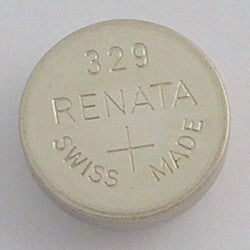 329
RENATA
+
SWISS MADE